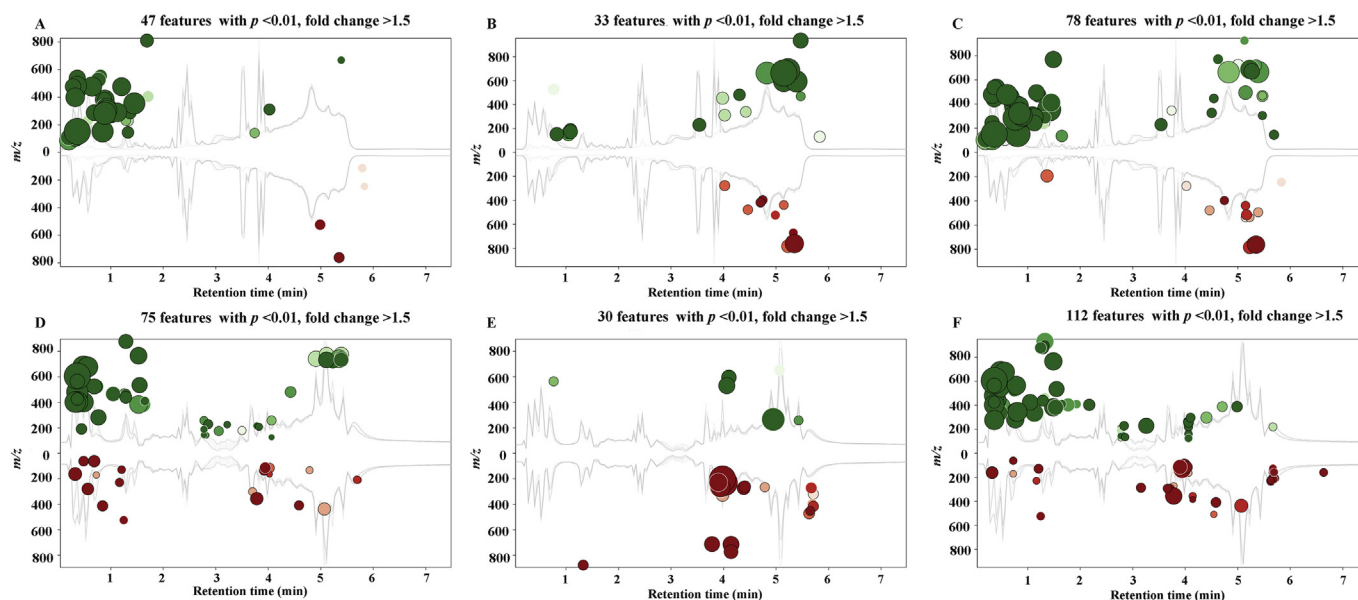 A 47 features with p <0.01, fold change >1.5
800
600
400
200
0
200
400
600
800
m/z
m/z
1 2 3 4 5 6 7
Retention time (min)
B 33 features with p <0.01, fold change >1.5
800
600
400
200
0
200
400
600
800
m/z
m/z
1 2 3 4 5 6 7
Retention time (min)
C 78 features with p <0.01, fold change >1.5
800
600
400
200
0
200
400
600
800
m/z
m/z
1 2 3 4 5 6 7
Retention time (min)
D 75 features with p <0.01, fold change >1.5
800
600
400
200
0
200
400
600
800
m/z
m/z
1 2 3 4 5 6 7
Retention time (min)
E 30 features with p <0.01, fold change >1.5
800
600
400
200
0
200
400
600
800
m/z
m/z
1 2 3 4 5 6 7
Retention time (min)
F 112 features with p <0.01, fold change >1.5
800
600
400
200
0
200
400
600
800
m/z
m/z
1 2 3 4 5 6 7
Retention time (min)